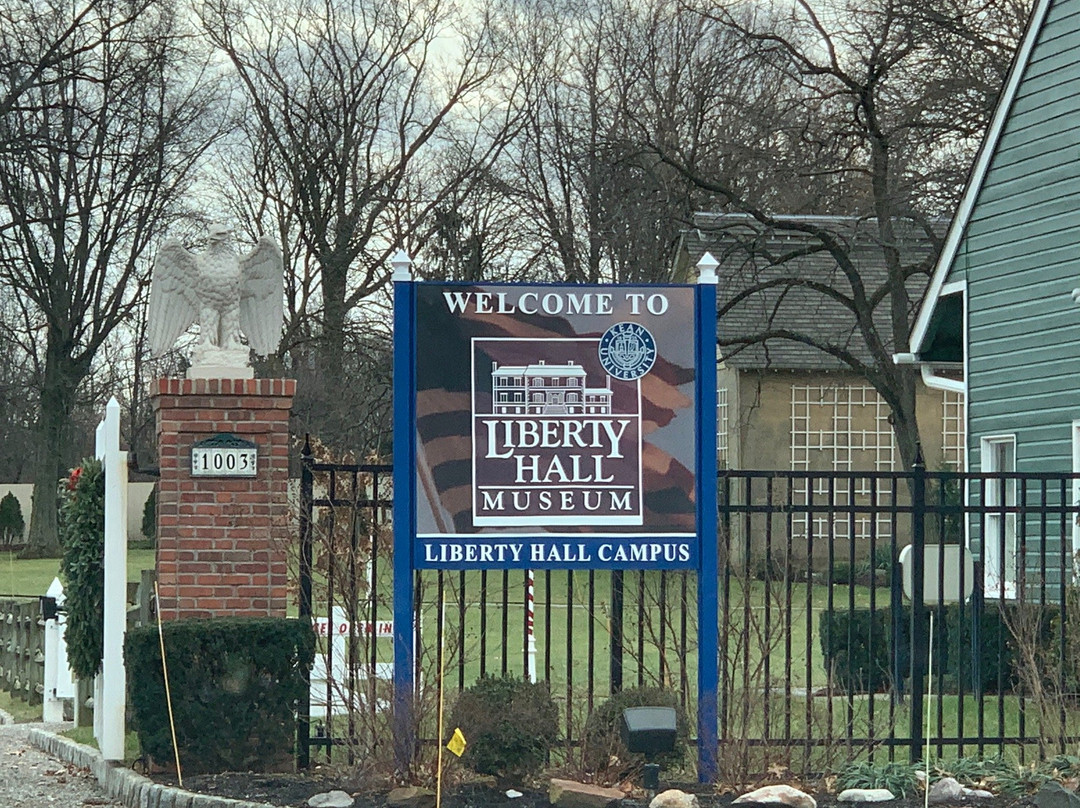 WELCOME TO
KEAN
UNIVERSITY
LIBERTY
HALL
MUSEUM
LIBERTY HALL CAMPUS
1003